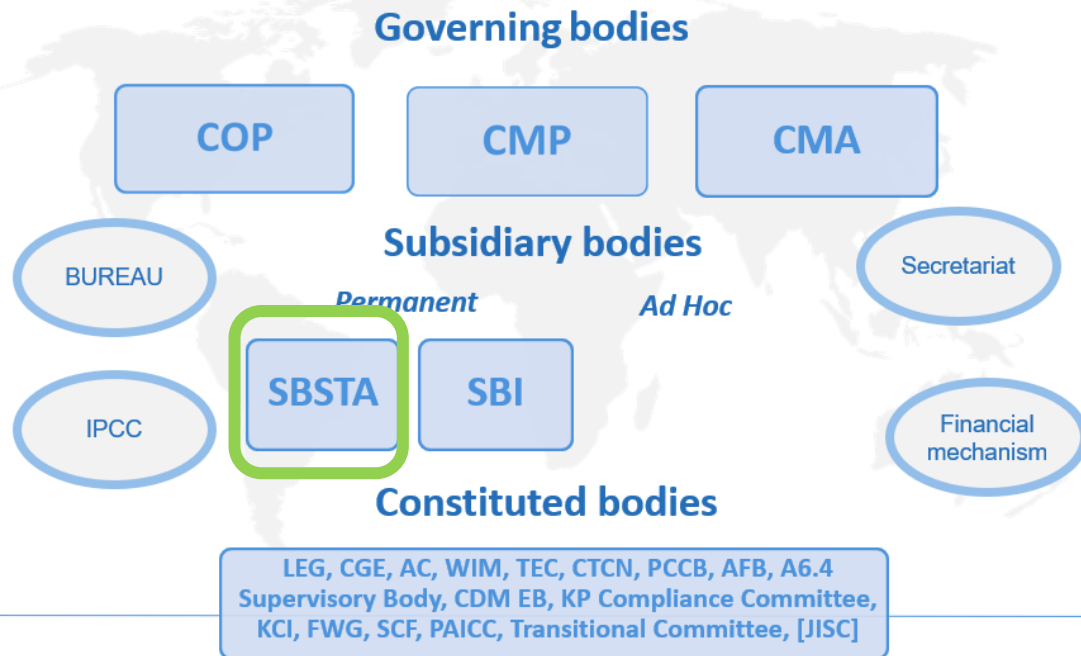 Governing bodies
COP
CMP
CMA
BUREAU
Subsidiary bodies
Secretariat
Permanent
Ad Hoc
SBSTA
SBI
IPCC
Financial
mechanism
Constituted bodies
LEG, CGE, AC, WIM, TEC, CTCN, PCCB, AFB, A6.4
Supervisory Body, CDM EB, KP Compliance Committee,
KCI, FWG, SCF, PAICC, Transitional Committee, [JISC]